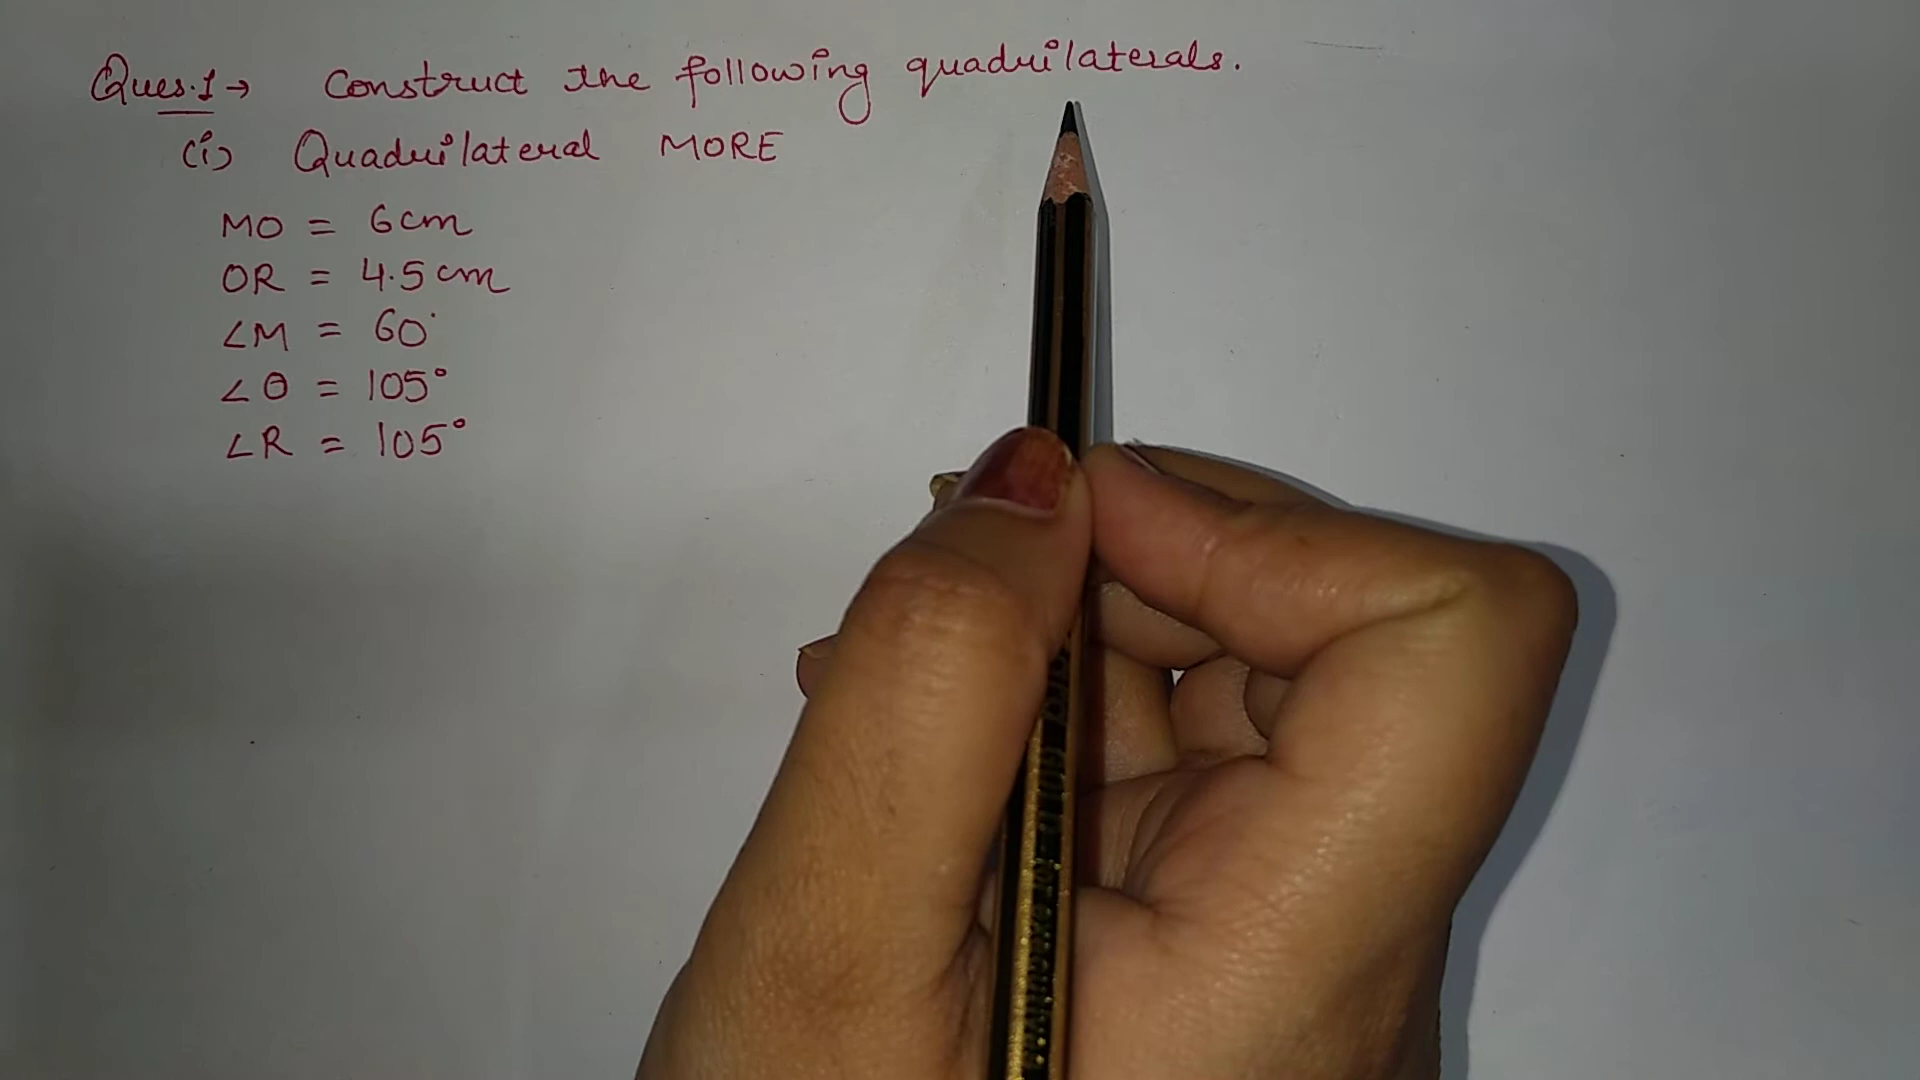 Ques.1→ Construct the following quadrilaterals.
(i) Quadrilateral MORE
MO = 6cm
OR = 4.5cm
∠M = 60°
∠O = 105°
∠R = 105°